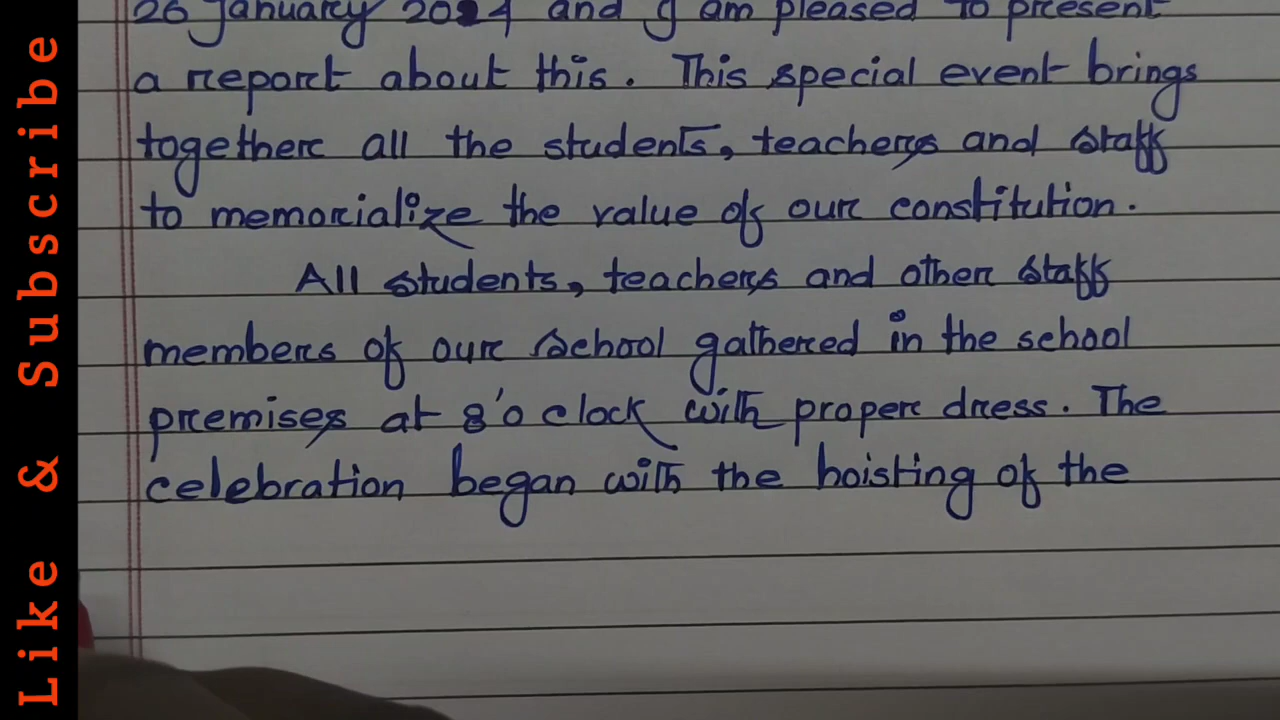 26 January 2024 and I am pleased to present
a report about this. This special event brings
together all the students, teachers and staff
to memorialize the value of our constitution.
All students, teachers and other staff
members of our school gathered in the school
premises at 8'o clock with proper dress. The
celebration began with the hoisting of the
Like & Subscribe